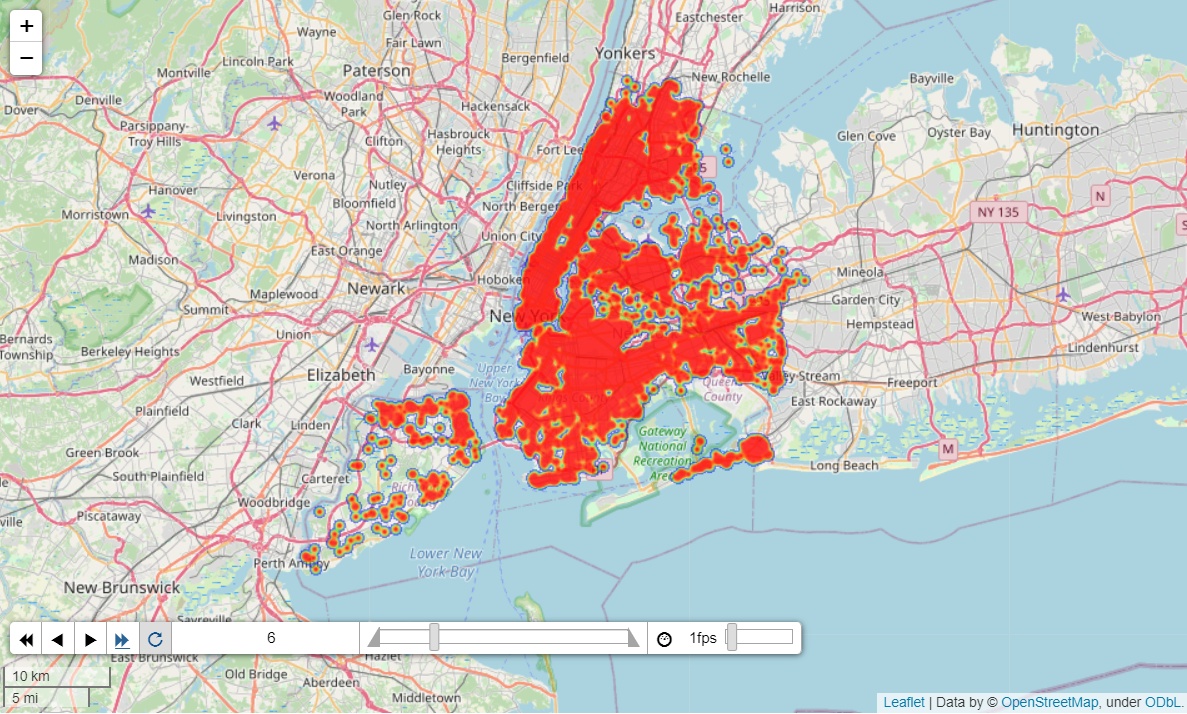 +
−
Glen Rock
Eastchester
Harrison
Wayne
Fair Lawn
Yonkers
Lincoln Park
Bergenfield
Paterson
New Rochelle
Montville
Bayville
Denville
Woodland
Park
Hackensack
Dover
Parsippany-
Troy Hills
Clifton
Hasbrouck
Heights
Fort Lee
Glen Cove
Oyster Bay
Huntington
Verona
Hanover
Nutley
Cliffside Park
5
N
Bloomfield
North Bergen
NY 135
Morristown
Livingston
North Arlington
Union City
East Orange
Madison
Mineola
Newark
Hoboken
Maplewood
Garden City
Summit
New York
West Babylon
Hempstead
Bernards
Township
Berkeley Heights
Union
Lindenhurst
Elizabeth
Bayonne
Upper
New York
Bay
Valley Stream
Westfield
Queens
County
Freeport
East Rockaway
Plainfield
Clark
Linden
Gateway
National
Recreation
Area
M
Green Brook
Long Beach
South Plainfield
Carteret
Woodbridge
Piscataway
Lower New
York Bay
Perth Amboy
New Brunswick
Sayreville
6
1fps
East Brunswick
Hazlet
10 km
5 mi
Old Bridge
Aberdeen
Middletown
Leaflet | Data by © OpenStreetMap, under ODbL.